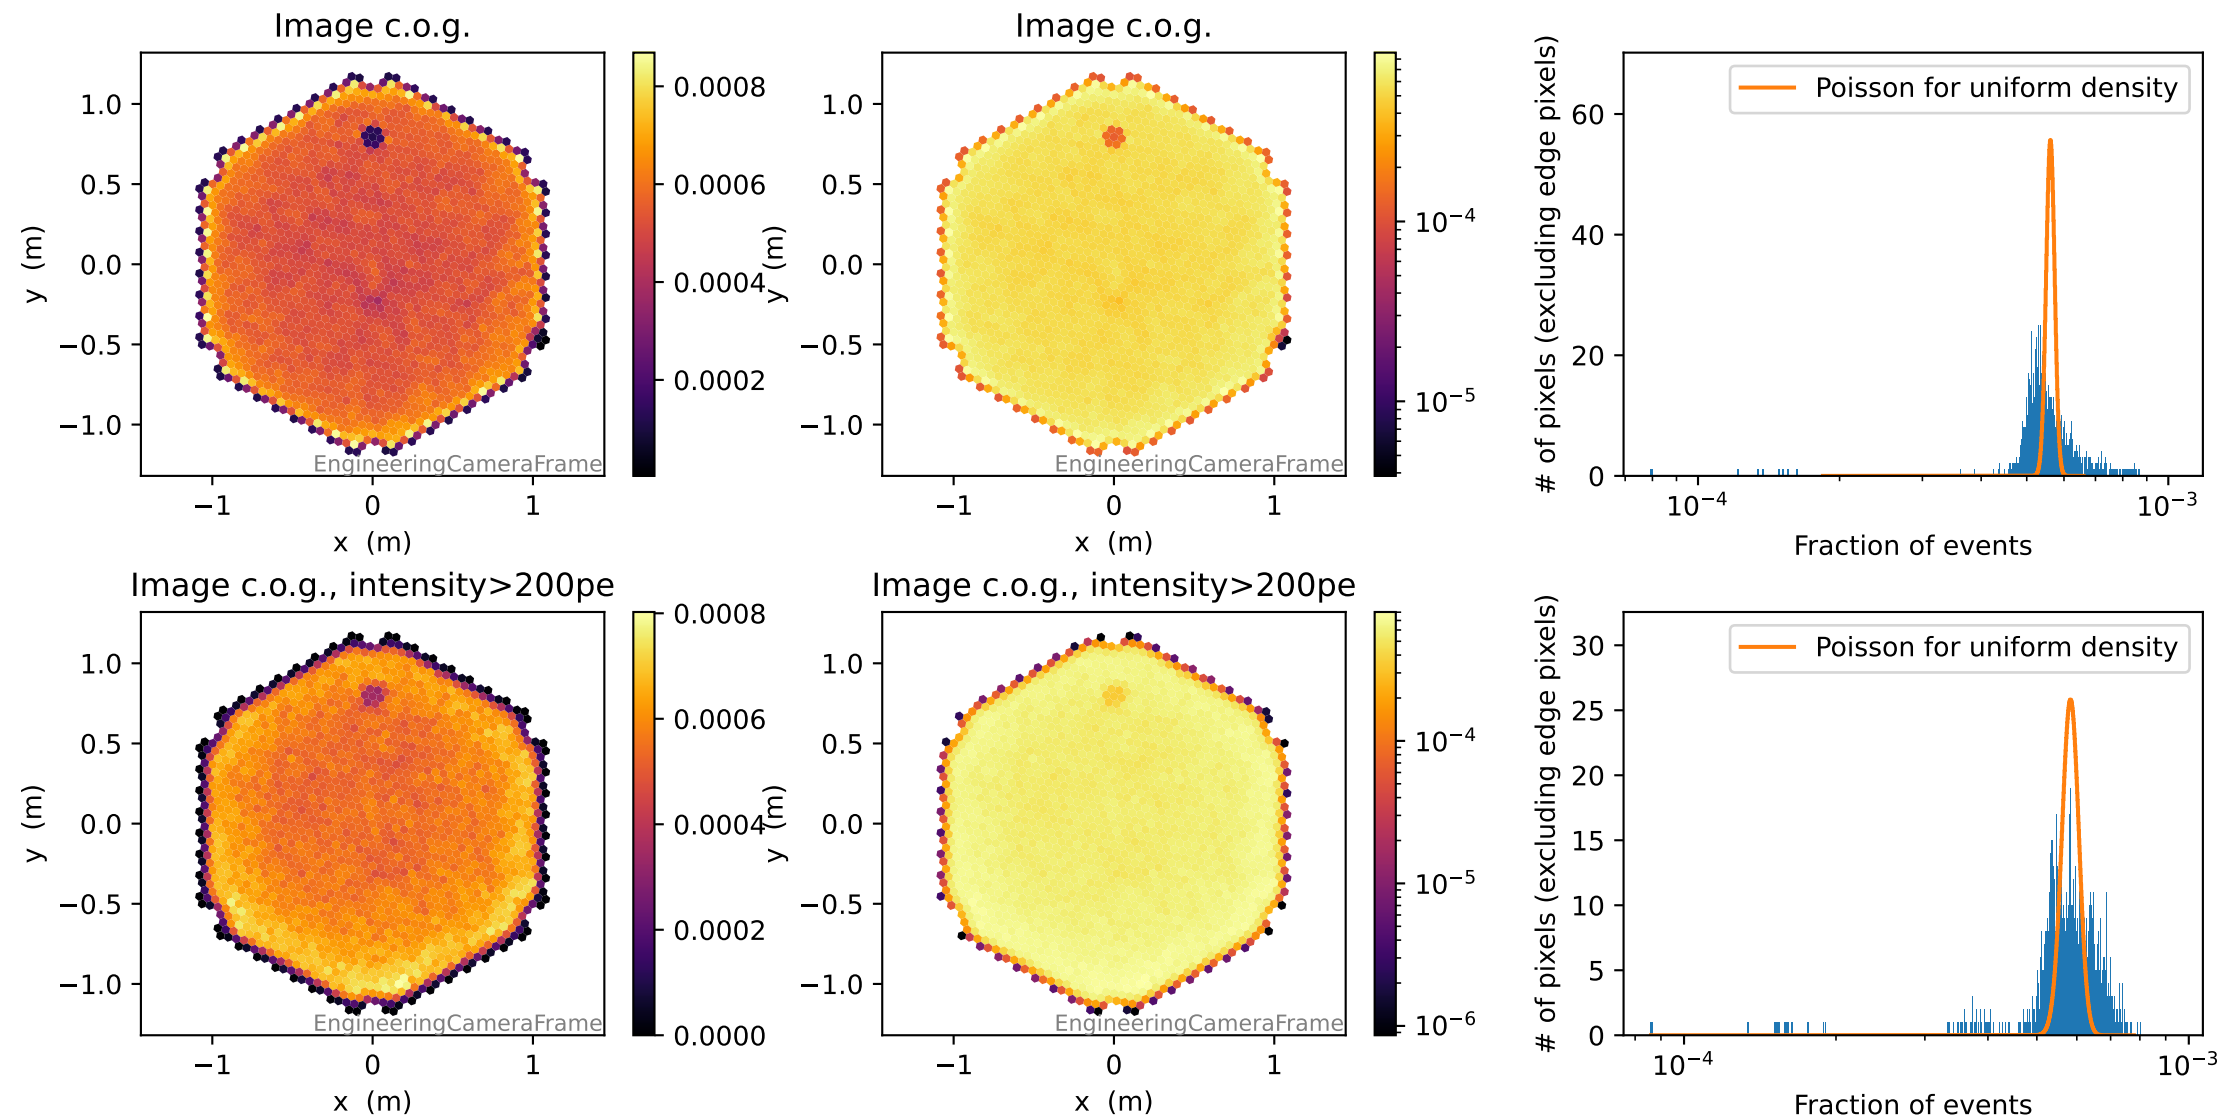 Image c.o.g.
1.0
0.5
0.0
−0.5
−1.0
y (m)
−1
0
1
x (m)
EngineeringCameraFrame
0.0008
0.0006
0.0004
0.0002
Image c.o.g.
1.0
0.5
0.0
−0.5
−1.0
y (m)
−1
0
1
x (m)
EngineeringCameraFrame
10⁻⁴
10⁻⁵
# of pixels (excluding edge pixels)
60
40
20
0
Poisson for uniform density
10⁻⁴
10⁻³
Fraction of events
Image c.o.g., intensity>200pe
1.0
0.5
0.0
−0.5
−1.0
y (m)
−1
0
1
x (m)
EngineeringCameraFrame
0.0008
0.0006
0.0004
0.0002
0.0000
Image c.o.g., intensity>200pe
1.0
0.5
0.0
−0.5
−1.0
y (m)
−1
0
1
x (m)
EngineeringCameraFrame
10⁻⁴
10⁻⁵
10⁻⁶
# of pixels (excluding edge pixels)
30
25
20
15
10
5
0
Poisson for uniform density
10⁻⁴
10⁻³
Fraction of events